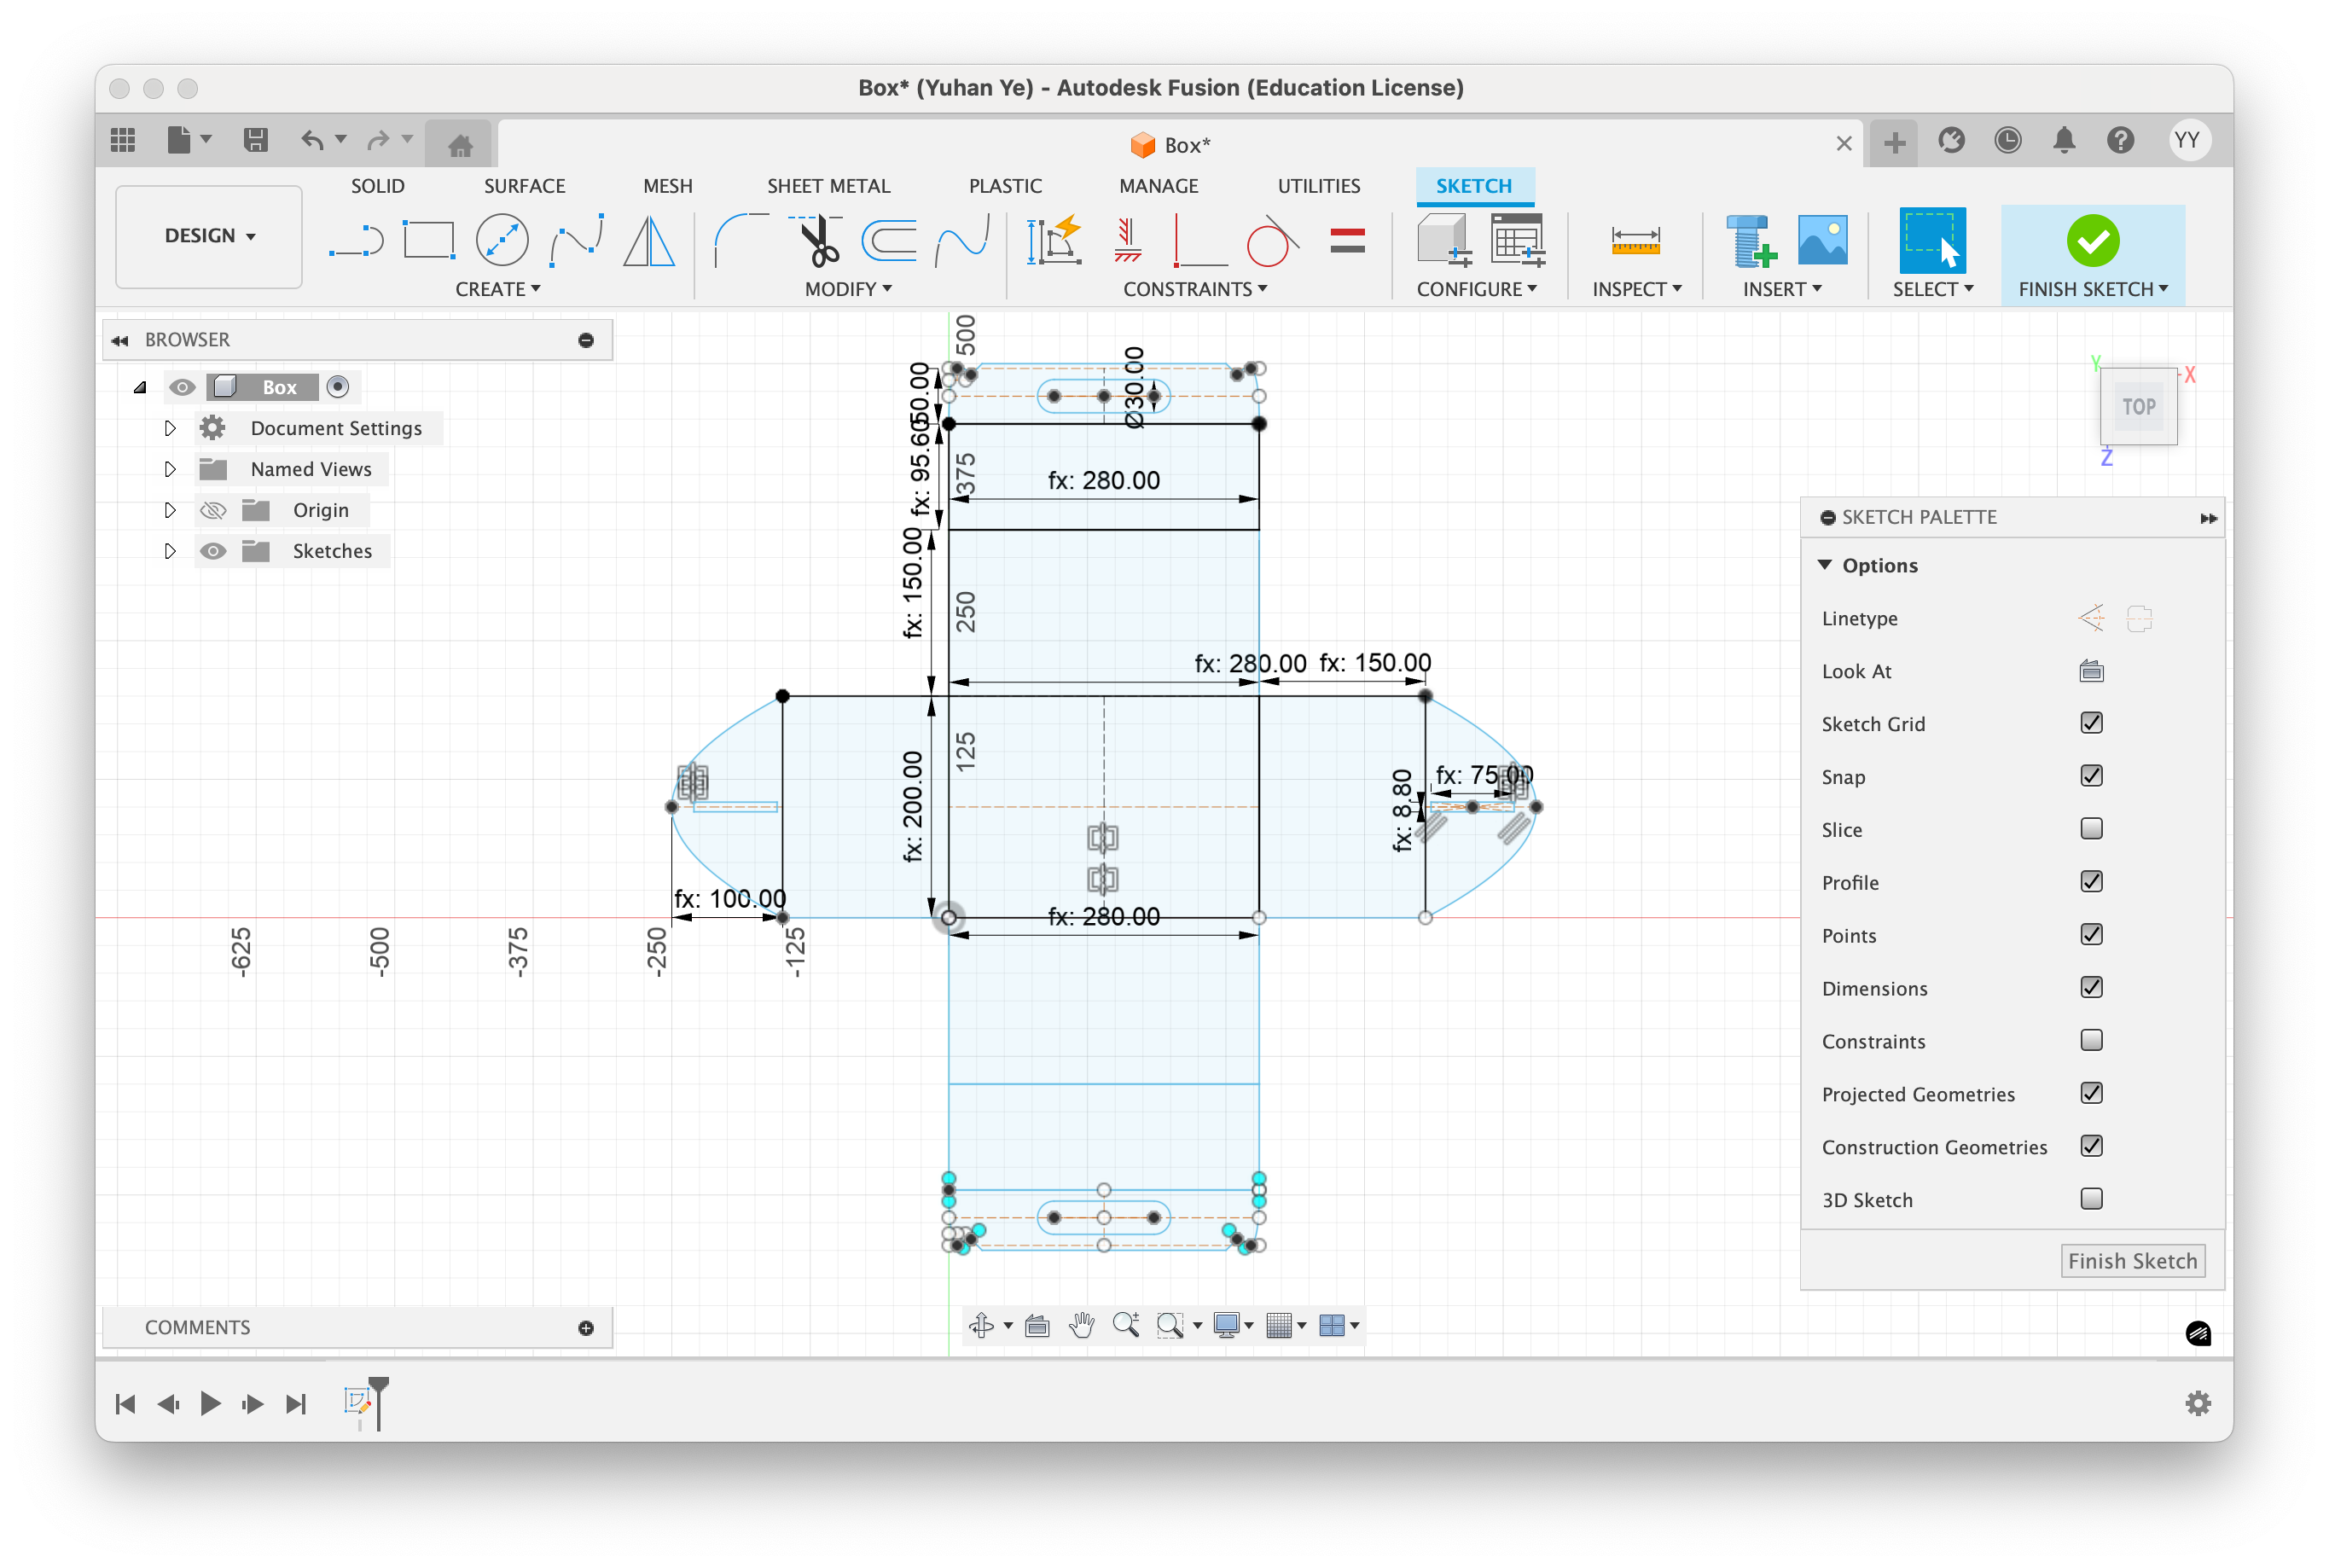 Box* (Yuhan Ye) - Autodesk Fusion (Education License)
Box*
YY
DESIGN
SOLID
SURFACE
MESH
SHEET METAL
PLASTIC
MANAGE
UTILITIES
SKETCH
CREATE
MODIFY
CONSTRAINTS
CONFIGURE
INSPECT
INSERT
SELECT
FINISH SKETCH
BROWSER
Box
Document Settings
Named Views
Origin
Sketches
500
50.00
Ø30.00
fx: 95.60
375
fx: 280.00
fx: 150.00
250
fx: 280.00
fx: 150.00
125
fx: 200.00
fx: 75.00
fx: 8.80
fx: 100.00
fx: 280.00
-625
-500
-375
-250
-125
Y
X
TOP
Z
SKETCH PALETTE
Options
Linetype
Look At
Sketch Grid
Snap
Slice
Profile
Points
Dimensions
Constraints
Projected Geometries
Construction Geometries
3D Sketch
Finish Sketch
COMMENTS